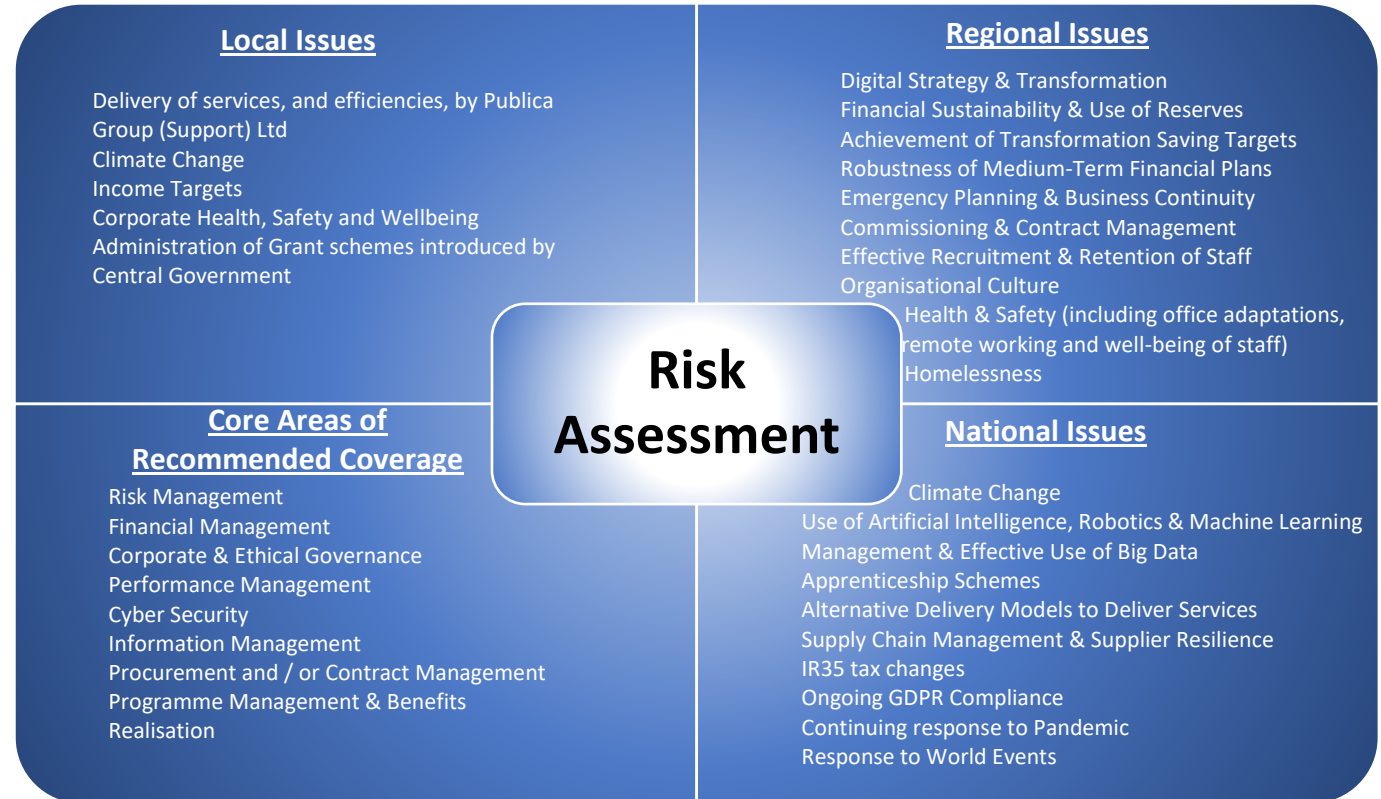 Local Issues
Delivery of services, and efficiencies, by Publica
Group (Support) Ltd
Climate Change
Income Targets
Corporate Health, Safety and Wellbeing
Administration of Grant schemes introduced by
Central Government
Regional Issues
Digital Strategy & Transformation
Financial Sustainability & Use of Reserves
Achievement of Transformation Saving Targets
Robustness of Medium-Term Financial Plans
Emergency Planning & Business Continuity
Commissioning & Contract Management
Effective Recruitment & Retention of Staff
Organisational Culture
Health & Safety (including office adaptations,
remote working and well-being of staff)
Homelessness
Risk
Assessment
Core Areas of
Recommended Coverage
Risk Management
Financial Management
Corporate & Ethical Governance
Performance Management
Cyber Security
Information Management
Procurement and / or Contract Management
Programme Management & Benefits
Realisation
National Issues
Climate Change
Use of Artificial Intelligence, Robotics & Machine Learning
Management & Effective Use of Big Data
Apprenticeship Schemes
Alternative Delivery Models to Deliver Services
Supply Chain Management & Supplier Resilience
IR35 tax changes
Ongoing GDPR Compliance
Continuing response to Pandemic
Response to World Events